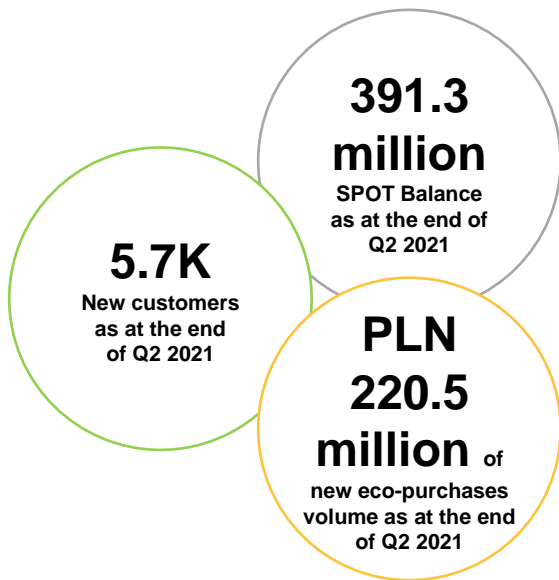 391.3
million
SPOT Balance
as at the end of
Q2 2021
5.7K
New customers
as at the end
of Q2 2021
PLN
220.5
million of
new eco-purchases
volume as at the end
of Q2 2021